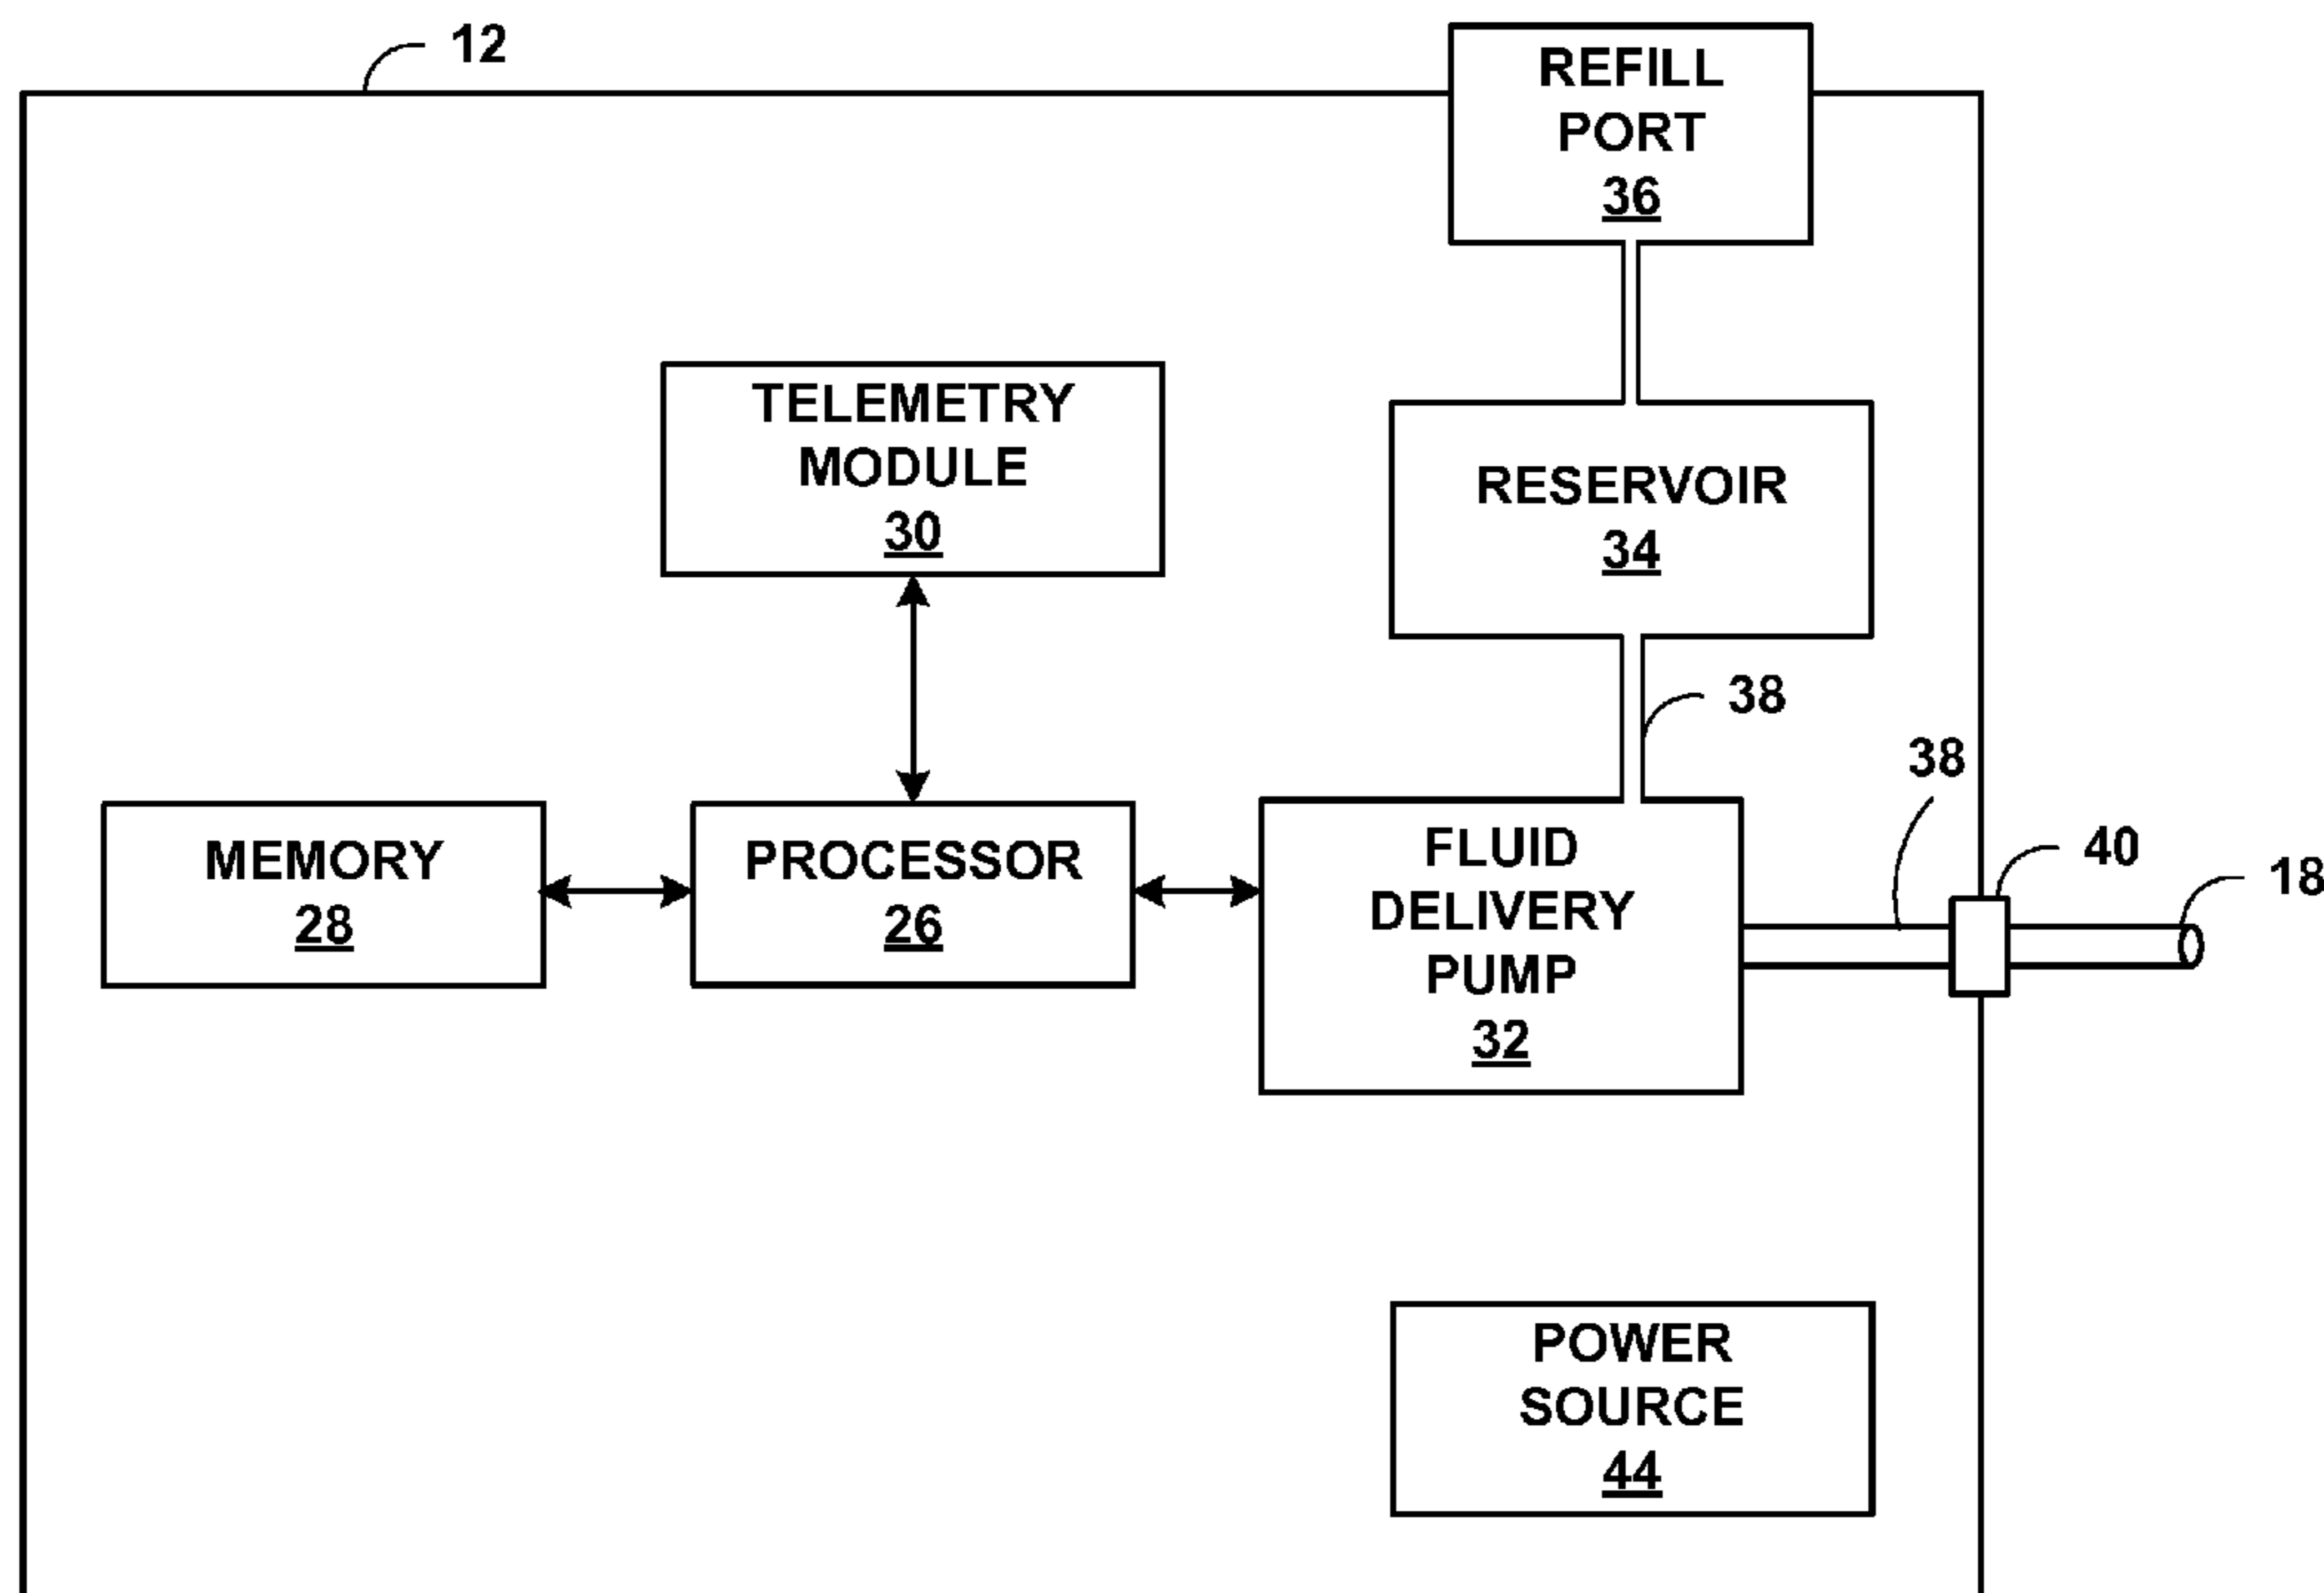 12
REFILL
PORT
36
TELEMETRY
MODULE
30
RESERVOIR
34
38
38
40
18
MEMORY
28
PROCESSOR
26
FLUID
DELIVERY
PUMP
32
POWER
SOURCE
44